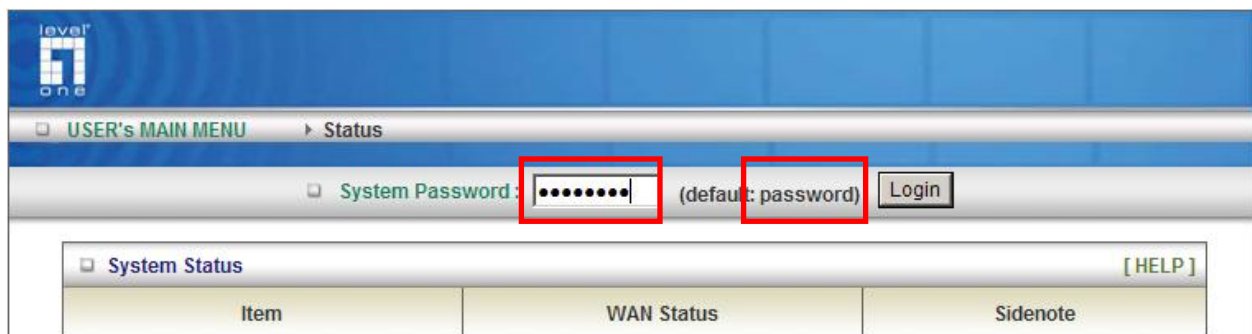 level
one
USER's MAIN MENU Status
System Password : •••••••• (default: password) Login
System Status [ HELP ]
Item WAN Status Sidenote